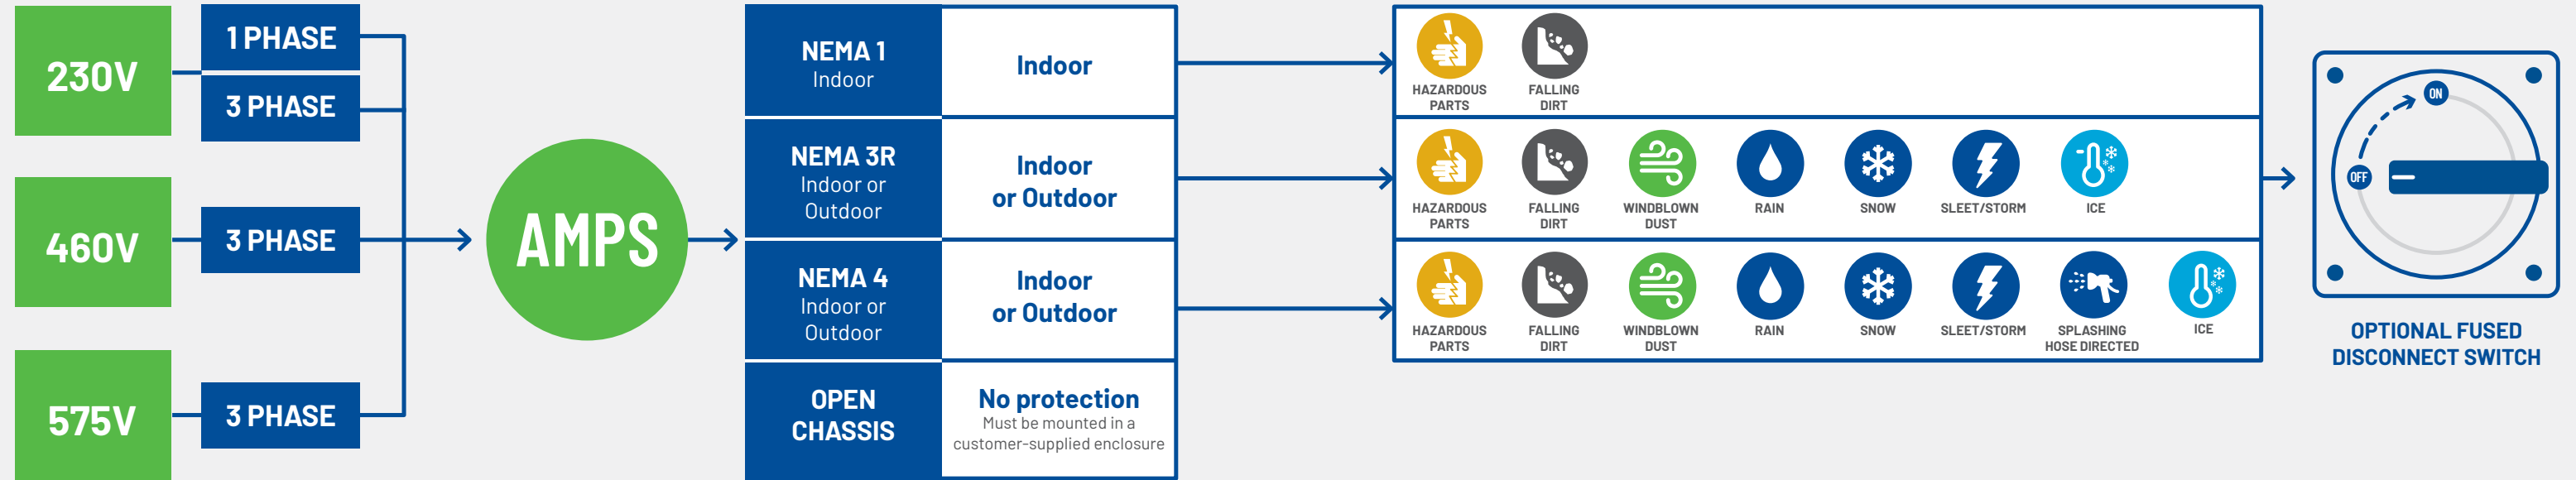 230V
1 PHASE
3 PHASE
460V
3 PHASE
575V
3 PHASE
AMPS
NEMA 1
Indoor
Indoor
NEMA 3R
Indoor or
Outdoor
Indoor
or Outdoor
NEMA 4
Indoor or
Outdoor
Indoor
or Outdoor
OPEN
CHASSIS
No protection
Must be mounted in a
customer-supplied enclosure
HAZARDOUS
PARTS
FALLING
DIRT
HAZARDOUS
PARTS
FALLING
DIRT
WINDBLOWN
DUST
RAIN
SNOW
SLEET/STORM
ICE
HAZARDOUS
PARTS
FALLING
DIRT
WINDBLOWN
DUST
RAIN
SNOW
SLEET/STORM
SPLASHING
HOSE DIRECTED
ICE
ON
OFF
OPTIONAL FUSED
DISCONNECT SWITCH